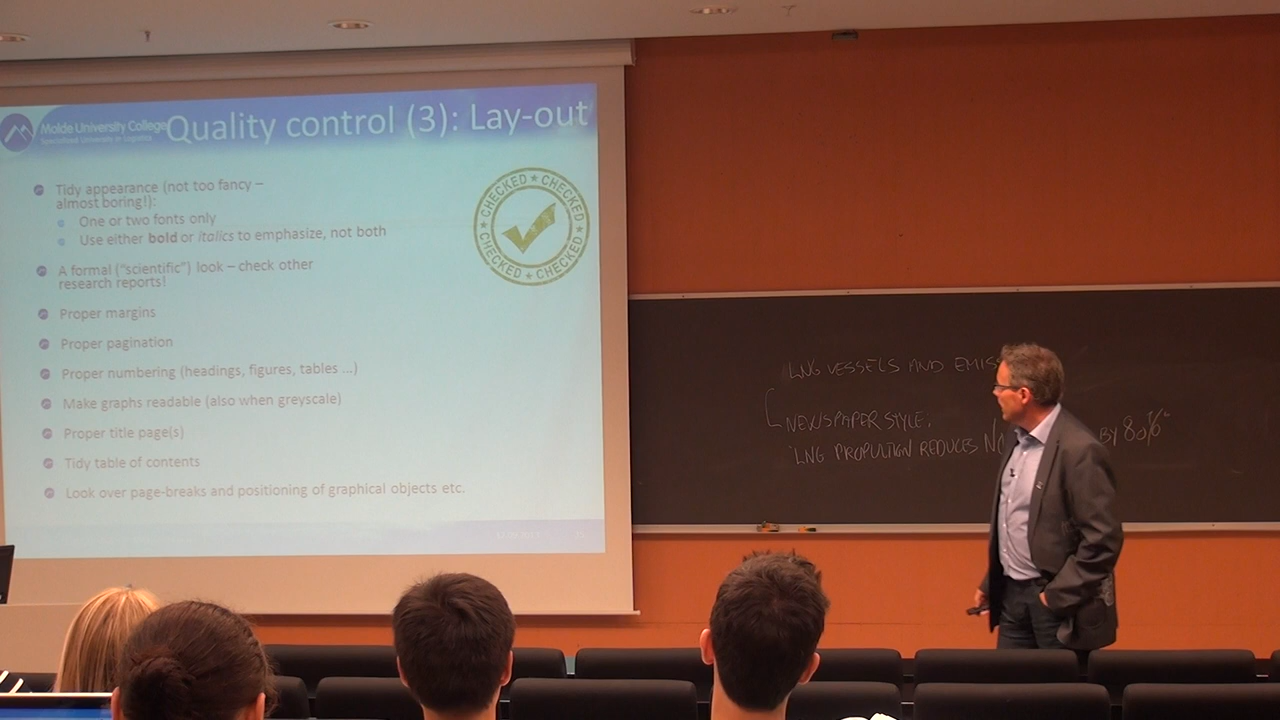 Molde University College
Specialized University in Logistics
Quality control (3): Lay-out
Tidy appearance (not too fancy –
almost boring!):
One or two fonts only
Use either bold or italics to emphasize, not both
A formal ("scientific") look – check other
research reports!
Proper margins
Proper pagination
Proper numbering (headings, figures, tables ...)
Make graphs readable (also when greyscale)
Proper title page(s)
Tidy table of contents
Look over page-breaks and positioning of graphical objects etc.
CHECKED ★ CHECKED ★ CHECKED ★ CHECKED ★
LNG VESSELS AND EMISS
NEWSPAPER STYLE:
"LNG PROPULTION REDUCES BY 80%"